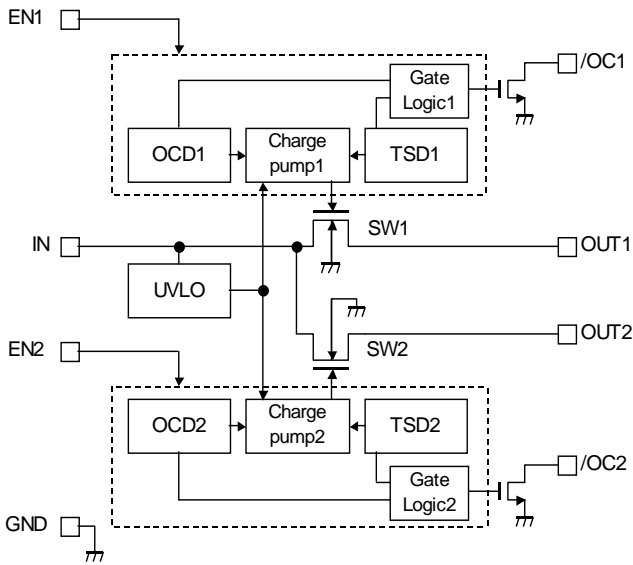 EN1
/OC1
Gate
Logic1
OCD1
Charge
pump1
TSD1
SW1
IN
OUT1
UVLO
OUT2
EN2
SW2
OCD2
Charge
pump2
TSD2
/OC2
Gate
Logic2
GND